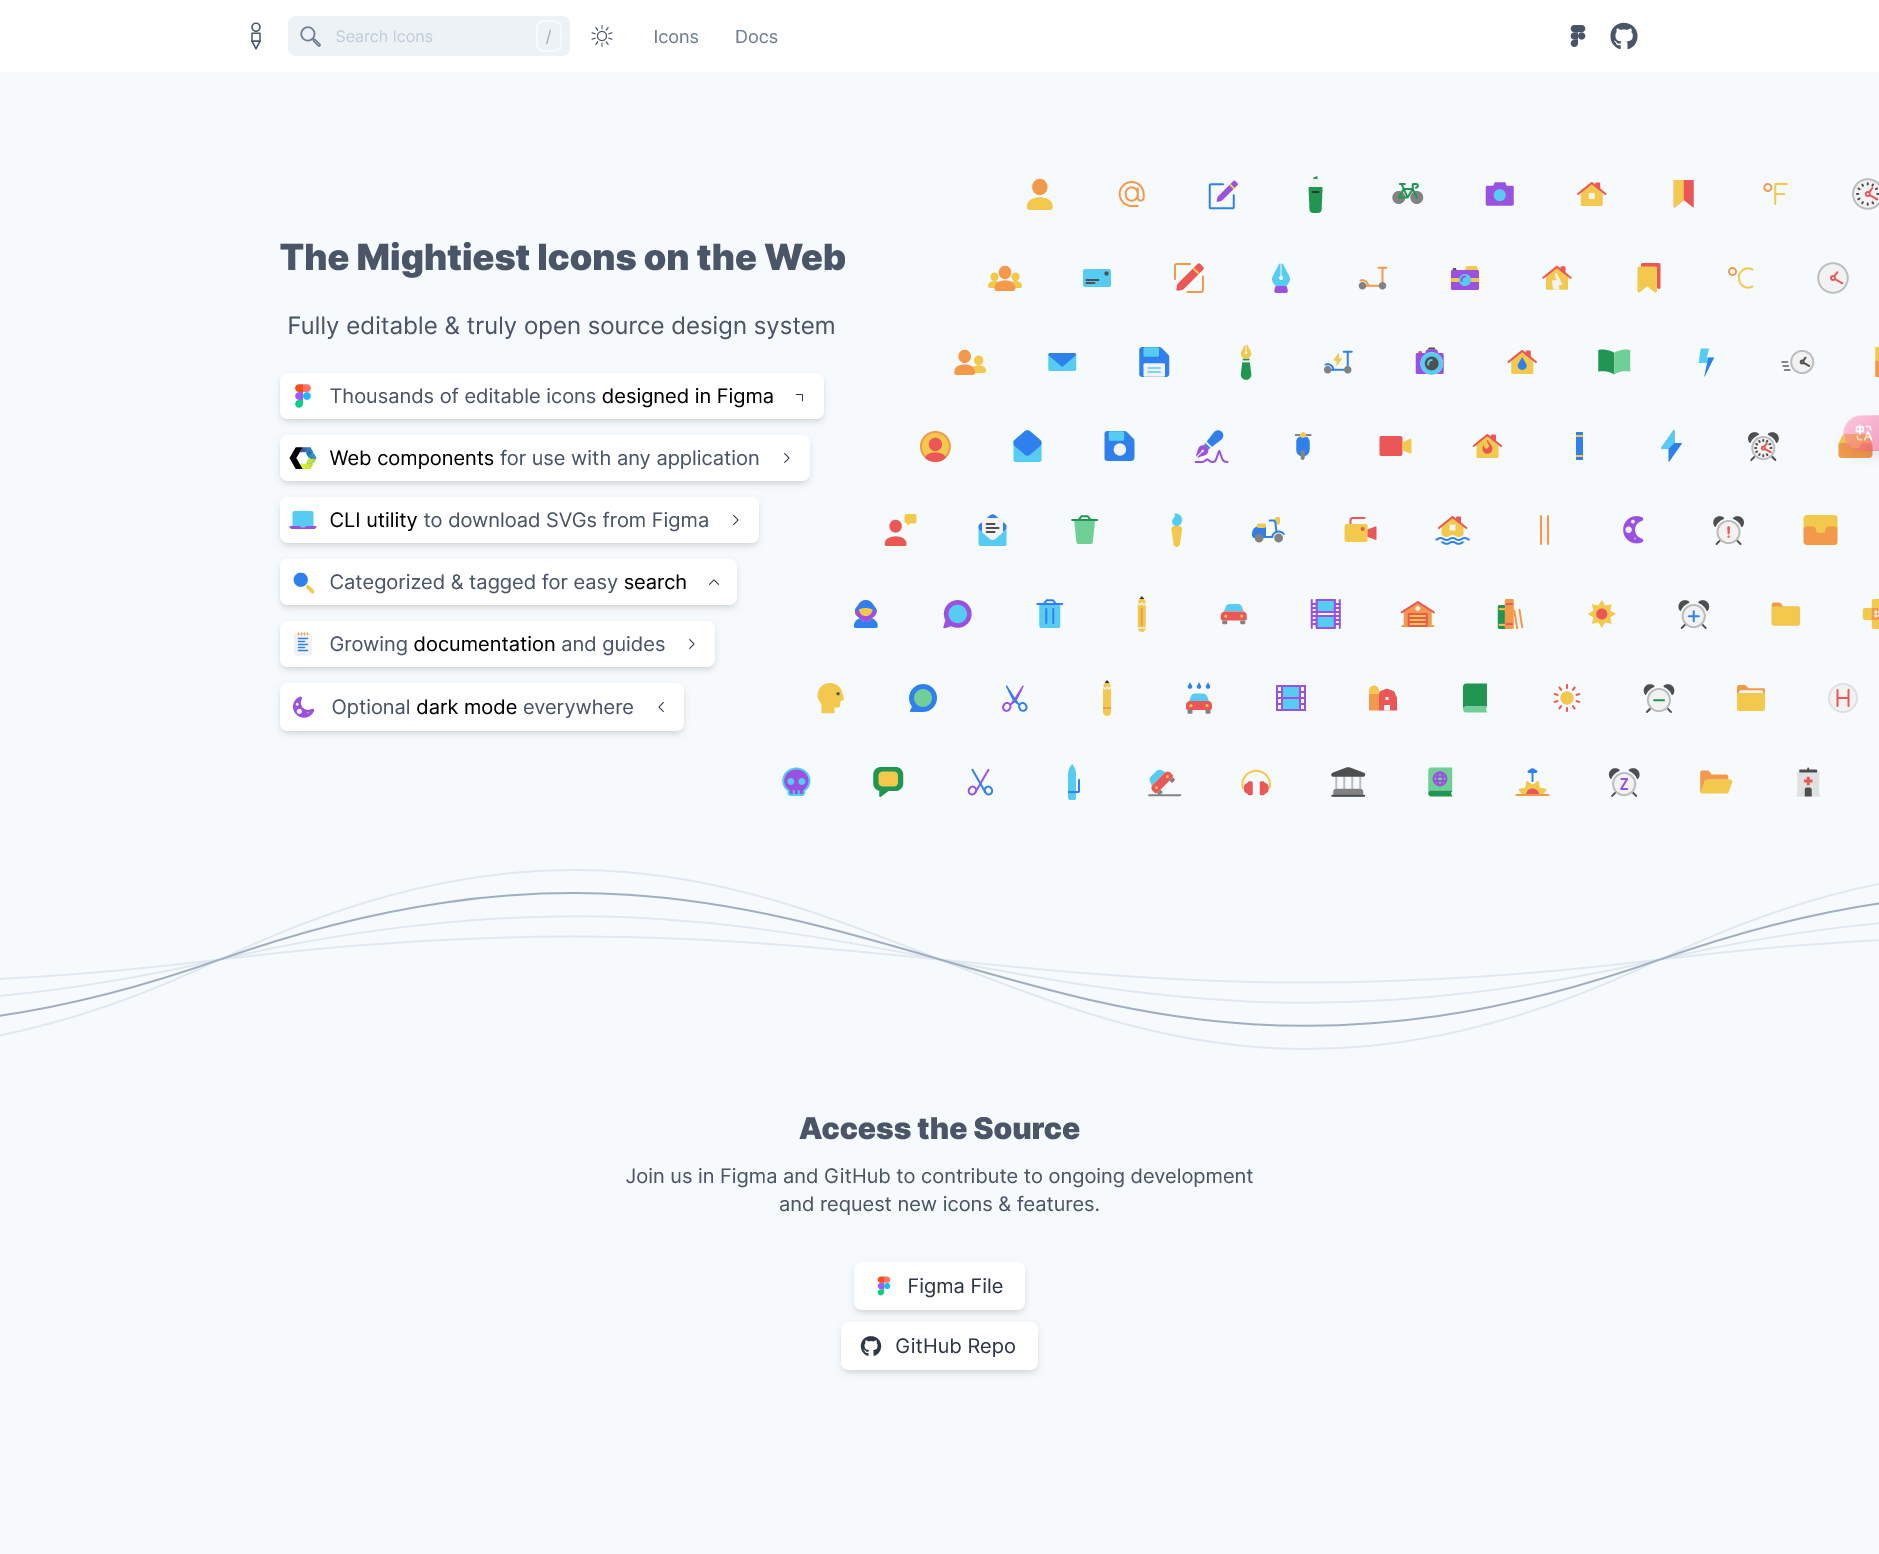 Search Icons
/
Icons
Docs
The Mightiest Icons on the Web
Fully editable & truly open source design system
Thousands of editable icons designed in Figma
Web components for use with any application
CLI utility to download SVGs from Figma
Categorized & tagged for easy search
Growing documentation and guides
Optional dark mode everywhere
°F
°C
中
A
H
Z
Access the Source
Join us in Figma and GitHub to contribute to ongoing development
and request new icons & features.
Figma File
GitHub Repo